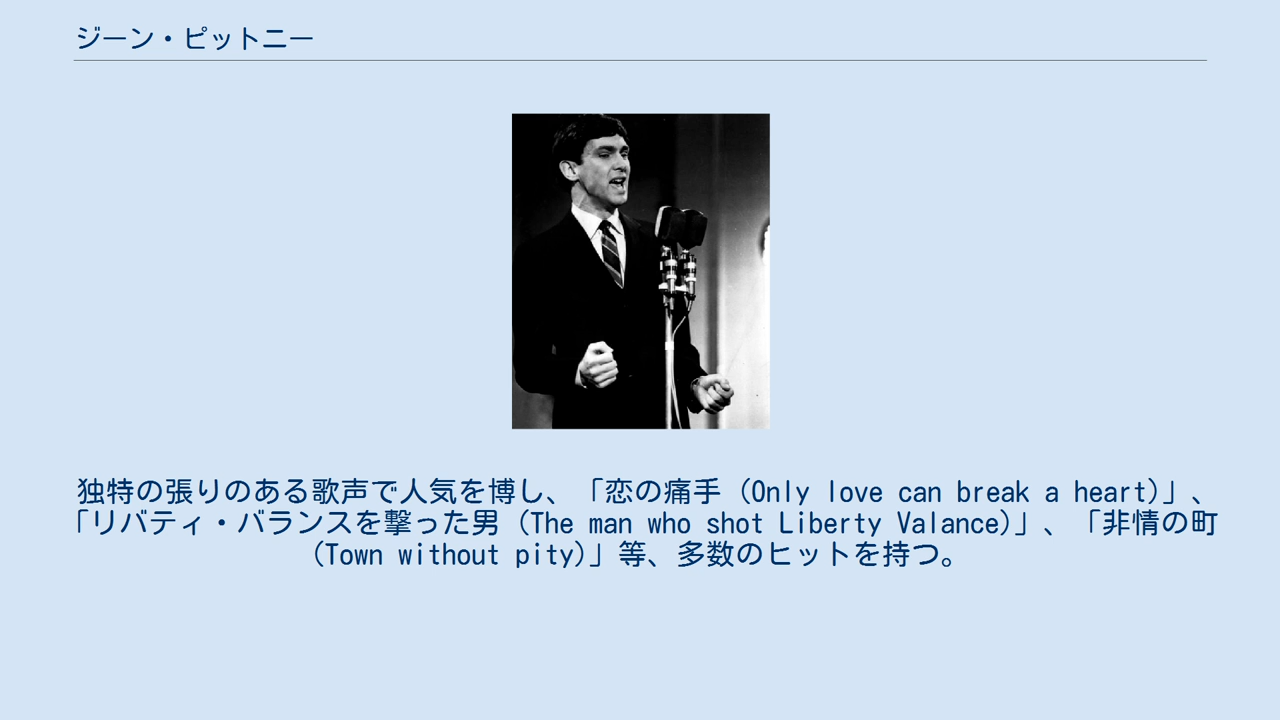 ジーン・ピットニー
独特の張りのある歌声で人気を博し、「恋の痛手（Only love can break a heart)」、
「リバティ・バランスを撃った男（The man who shot Liberty Valance)」、「非情の町
（Town without pity)」等、多数のヒットを持つ。